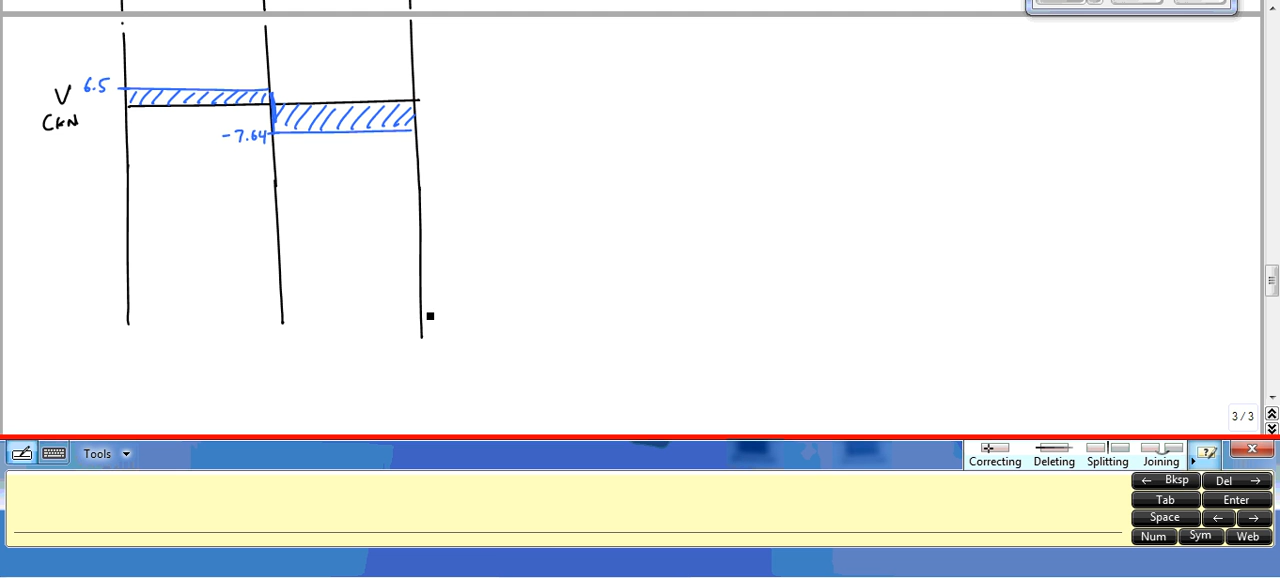 V 6.5
CKN
-7.64
3 / 3
Tools
Correcting Deleting Splitting Joining
← Bksp Del →
Tab Enter
Space ← →
Num Sym Web